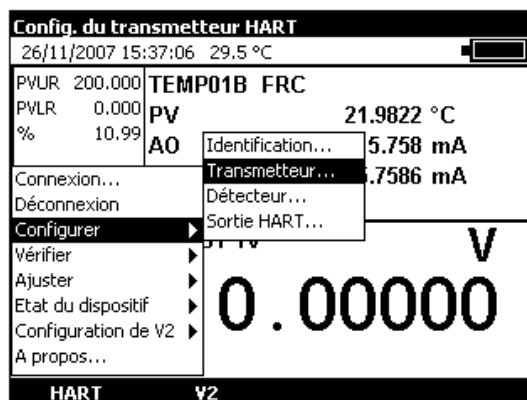 Config. du transmetteur HART
26/11/2007 15:37:06 29.5 °C
PVUR 200.000
PVLR 0.000
% 10.99
TEMP01B FRC
PV 21.9822 °C
AO 5.758 mA
.7586 mA
Connexion...
Déconnexion
Configurer
Vérifier
Ajuster
Etat du dispositif
Configuration de V2
A propos...
Identification...
Transmetteur...
Détecteur...
Sortie HART...
V
0.00000
HART V2